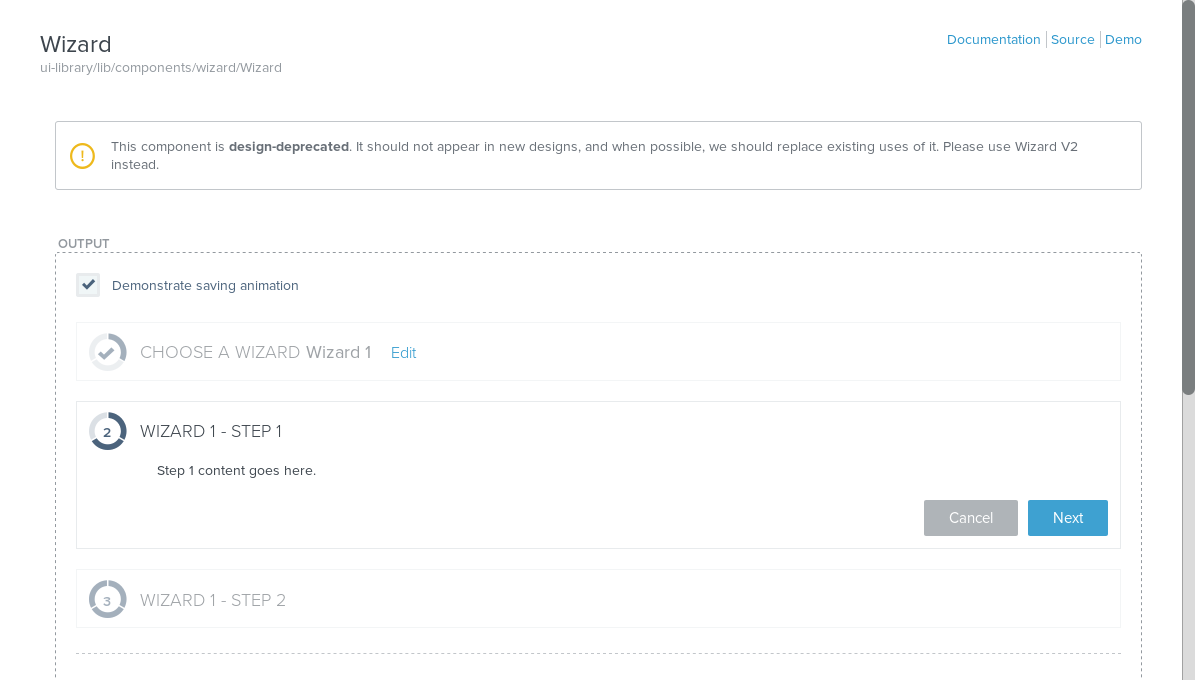 Wizard
Documentation Source Demo
ui-library/lib/components/wizard/Wizard
! This component is design-deprecated. It should not appear in new designs, and when possible, we should replace existing uses of it. Please use Wizard V2
instead.
OUTPUT
Demonstrate saving animation
CHOOSE A WIZARD Wizard 1 Edit
2 WIZARD 1 - STEP 1
Step 1 content goes here.
Cancel Next
3 WIZARD 1 - STEP 2